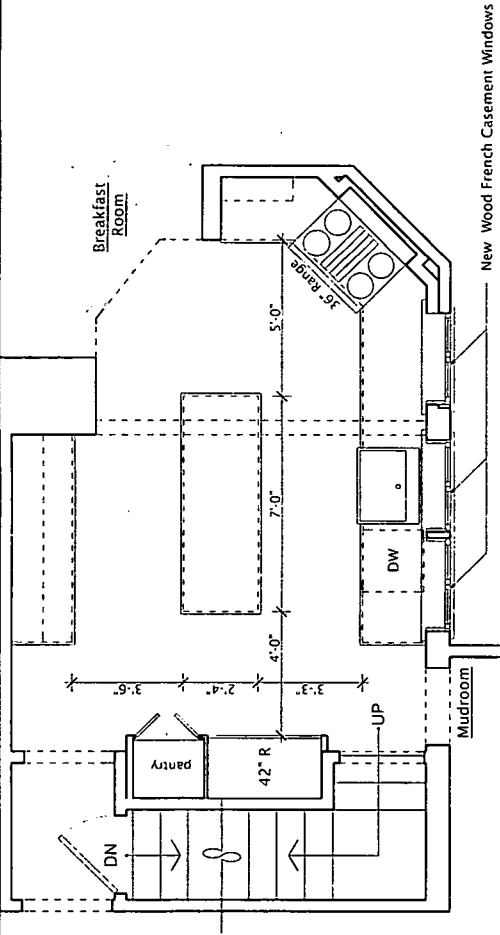 Breakfast
Room
36" Range
5'-0"
7'-0"
4'-0"
3'-6"
2'-4"
3'-3"
DW
pantry
42" R
DN
UP
Mudroom
New Wood French Casement Windows